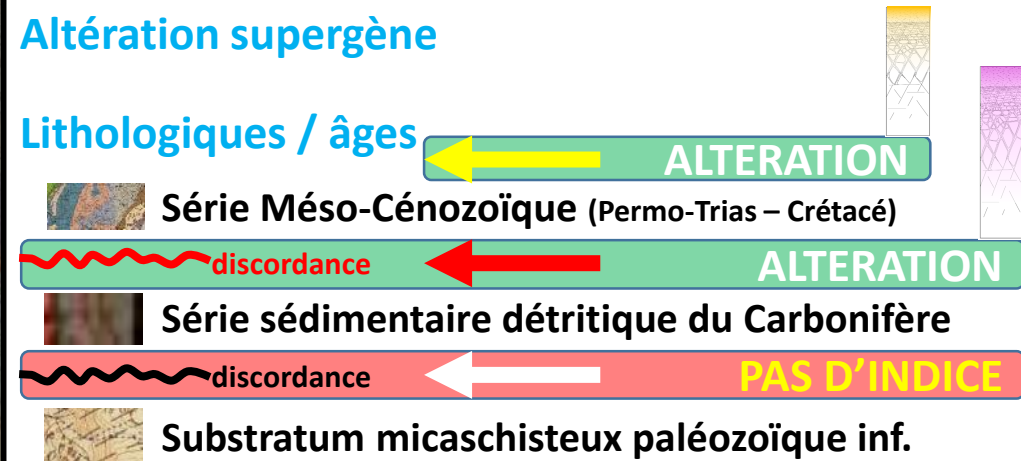 Altération supergène
Lithologiques / âges
ALTERATION
Série Méso-Cénozoïque (Permo-Trias – Crétacé)
discordance ALTERATION
Série sédimentaire détritique du Carbonifère
discordance PAS D'INDICE
Substratum micaschisteux paléozoïque inf.